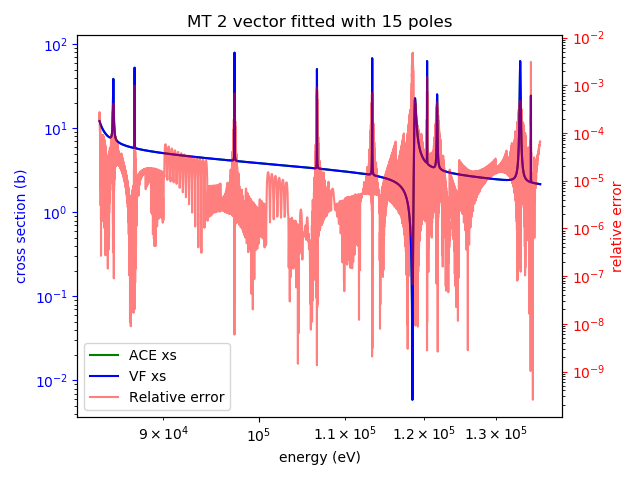 MT 2 vector fitted with 15 poles
10²
10¹
10⁰
10⁻¹
10⁻²
cross section (b)
10⁻²
10⁻³
10⁻⁴
10⁻⁵
10⁻⁶
10⁻⁷
10⁻⁸
10⁻⁹
relative error
ACE xs
VF xs
Relative error
9 × 10⁴
10⁵
1.1 × 10⁵
1.2 × 10⁵
1.3 × 10⁵
energy (eV)